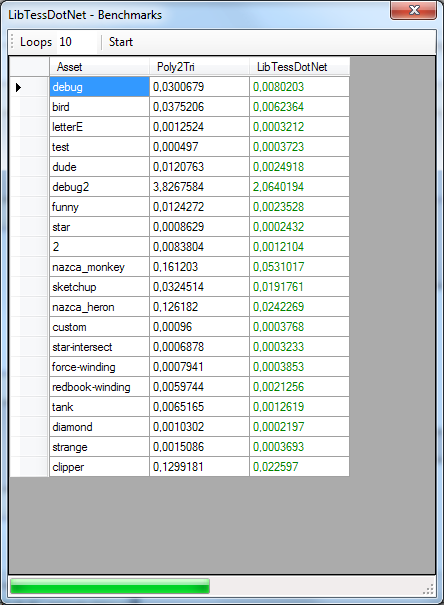 LibTessDotNet - Benchmarks
Loops 10 Start
Asset Poly2Tri LibTessDotNet
debug 0,0300679 0,0080203
bird 0,0375206 0,0062364
letterE 0,0012524 0,0003212
test 0,000497 0,0003723
dude 0,0120763 0,0024918
debug2 3,8267584 2,0640194
funny 0,0124272 0,0023528
star 0,0008629 0,0002432
2 0,0083804 0,0012104
nazca_monkey 0,161203 0,0531017
sketchup 0,0324514 0,0191761
nazca_heron 0,126182 0,0242269
custom 0,00096 0,0003768
star-intersect 0,0006878 0,0003233
force-winding 0,0007941 0,0003853
redbook-winding 0,0059744 0,0021256
tank 0,0065165 0,0012619
diamond 0,0010302 0,0002197
strange 0,0015086 0,0003693
clipper 0,1299181 0,022597